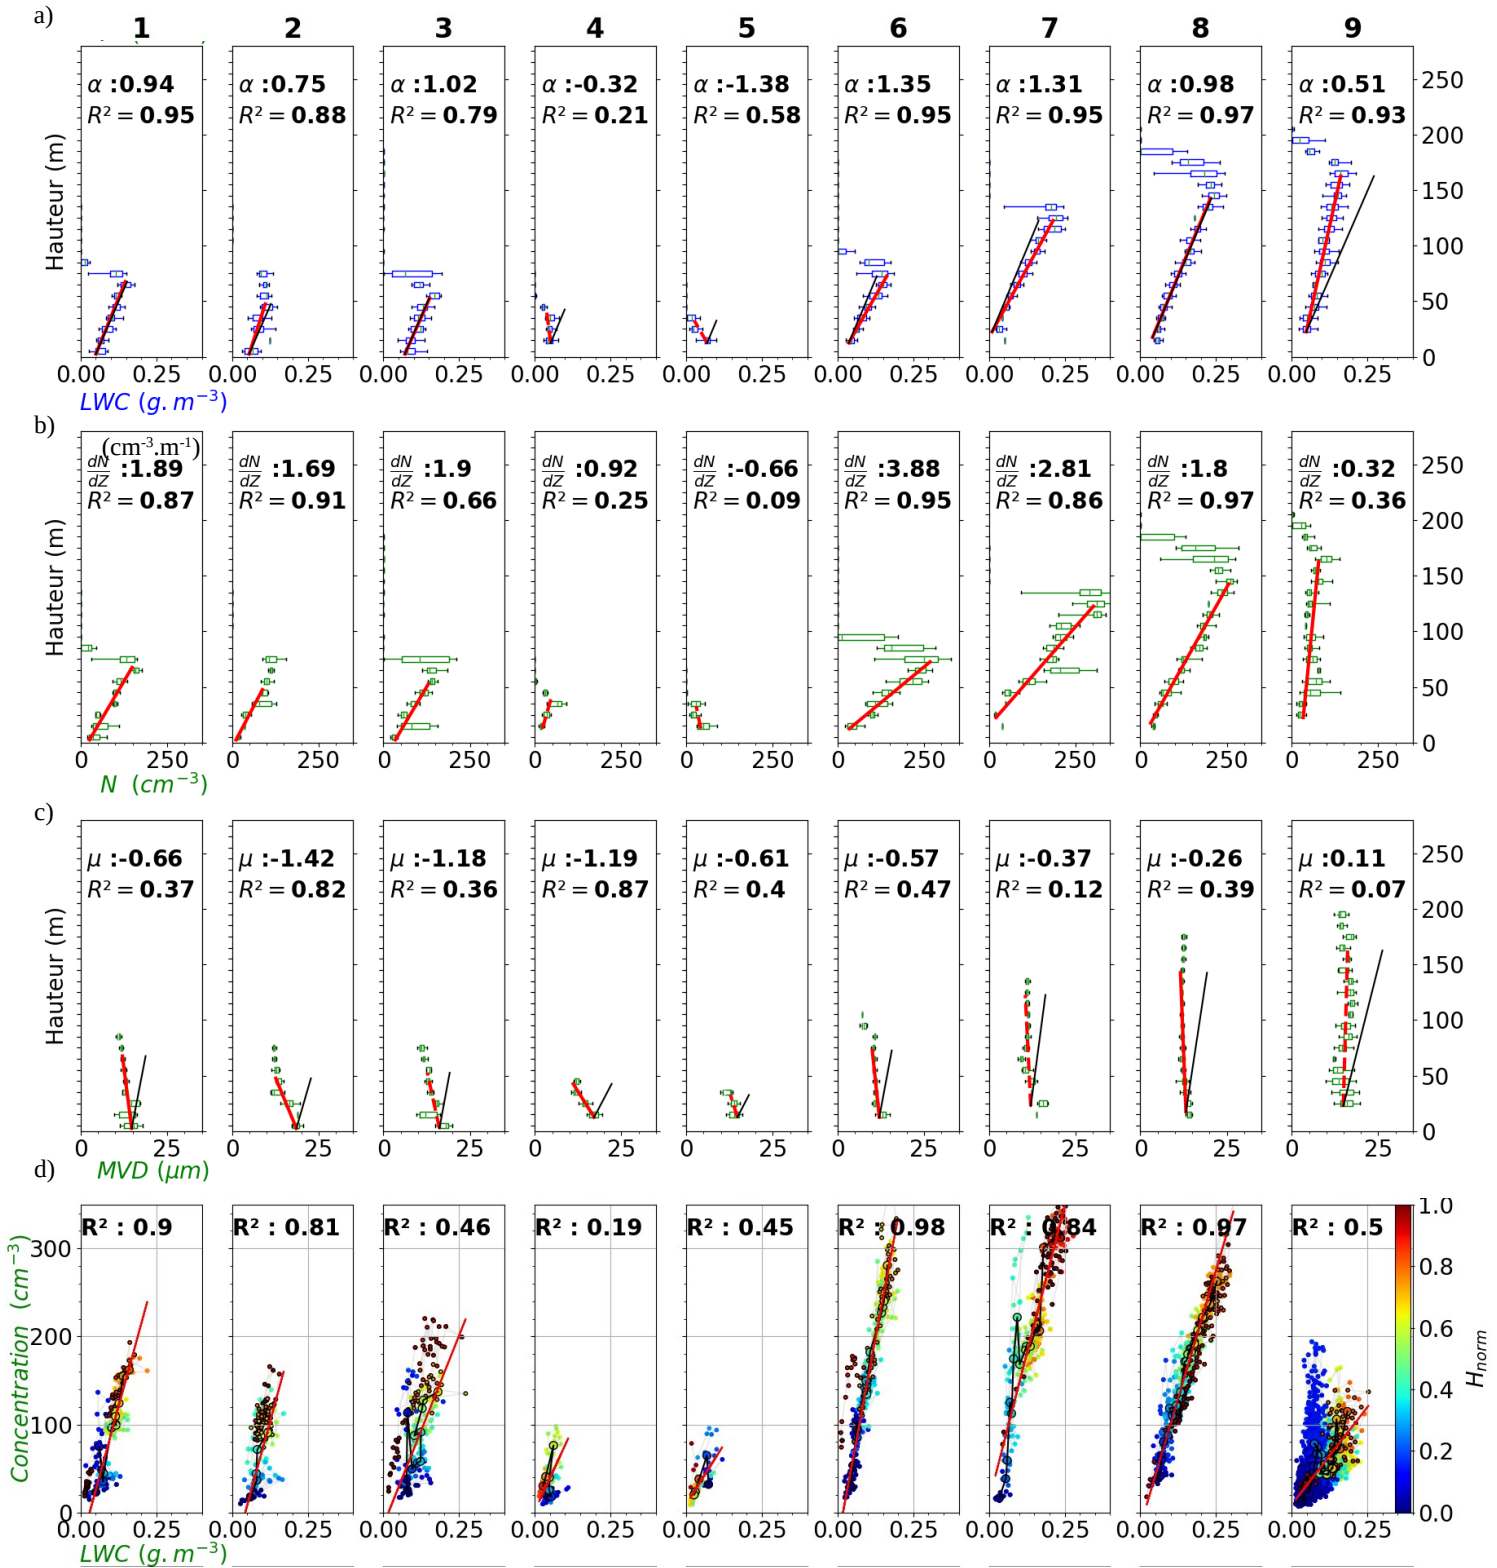 a)
1 2 3 4 5 6 7 8 9
α :0.94 α :0.75 α :1.02 α :-0.32 α :-1.38 α :1.35 α :1.31 α :0.98 α :0.51
R² = 0.95 R² = 0.88 R² = 0.79 R² = 0.21 R² = 0.58 R² = 0.95 R² = 0.95 R² = 0.97 R² = 0.93
Hauteur (m)
250
200
150
100
50
0
0.00 0.25 0.00 0.25 0.00 0.25 0.00 0.25 0.00 0.25 0.00 0.25 0.00 0.25 0.00 0.25 0.00 0.25
LWC (g.m⁻³)
b)
(cm⁻³.m⁻¹)
dN/dZ :1.89 dN/dZ :1.69 dN/dZ :1.9 dN/dZ :0.92 dN/dZ :-0.66 dN/dZ :3.88 dN/dZ :2.81 dN/dZ :1.8 dN/dZ :0.32
R² = 0.87 R² = 0.91 R² = 0.66 R² = 0.25 R² = 0.09 R² = 0.95 R² = 0.86 R² = 0.97 R² = 0.36
Hauteur (m)
250
200
150
100
50
0
0 250 0 250 0 250 0 250 0 250 0 250 0 250 0 250 0 250
N (cm⁻³)
c)
μ :-0.66 μ :-1.42 μ :-1.18 μ :-1.19 μ :-0.61 μ :-0.57 μ :-0.37 μ :-0.26 μ :0.11
R² = 0.37 R² = 0.82 R² = 0.36 R² = 0.87 R² = 0.4 R² = 0.47 R² = 0.12 R² = 0.39 R² = 0.07
Hauteur (m)
250
200
150
100
50
0
0 25 0 25 0 25 0 25 0 25 0 25 0 25 0 25 0 25
MVD (μm)
d)
R² : 0.9 R² : 0.81 R² : 0.46 R² : 0.19 R² : 0.45 R² : 0.98 R² : 0.84 R² : 0.97 R² : 0.5
Concentration (cm⁻³)
300
200
100
0
0.00 0.25 0.00 0.25 0.00 0.25 0.00 0.25 0.00 0.25 0.00 0.25 0.00 0.25 0.00 0.25 0.00 0.25
LWC (g.m⁻³)
1.0
0.8
0.6
0.4
0.2
0.0
H_norm